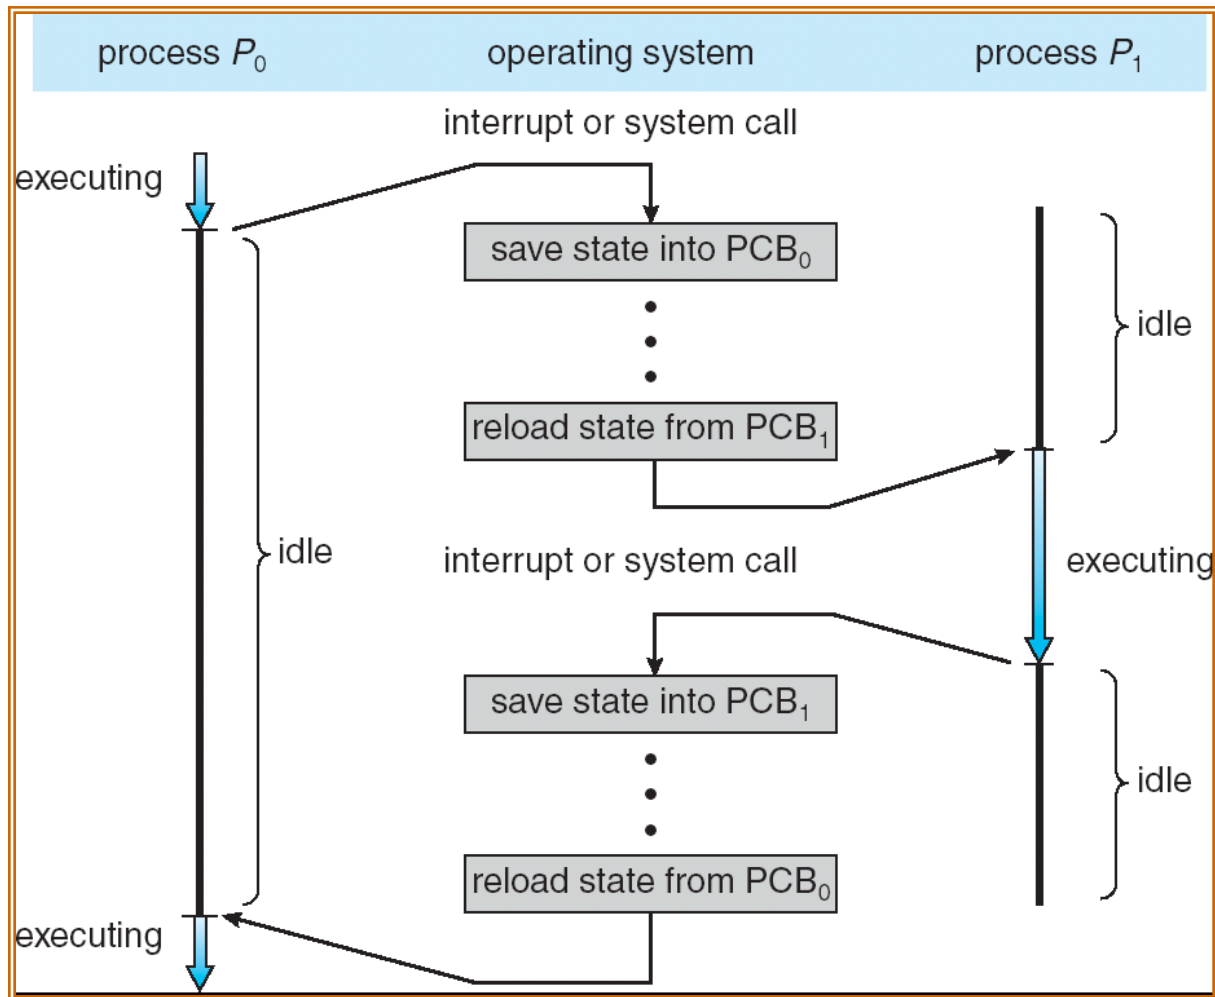 process P₀ operating system process P₁
interrupt or system call
executing
save state into PCB₀
idle
reload state from PCB₁
idle
interrupt or system call
executing
save state into PCB₁
idle
reload state from PCB₀
executing